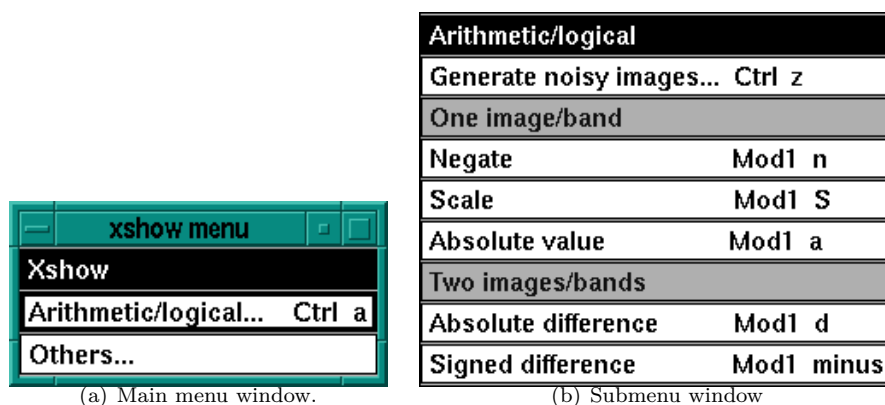 xshow menu
Xshow
Arithmetic/logical... Ctrl a
Others...
(a) Main menu window.
Arithmetic/logical
Generate noisy images... Ctrl z
One image/band
Negate Mod1 n
Scale Mod1 S
Absolute value Mod1 a
Two images/bands
Absolute difference Mod1 d
Signed difference Mod1 minus
(b) Submenu window